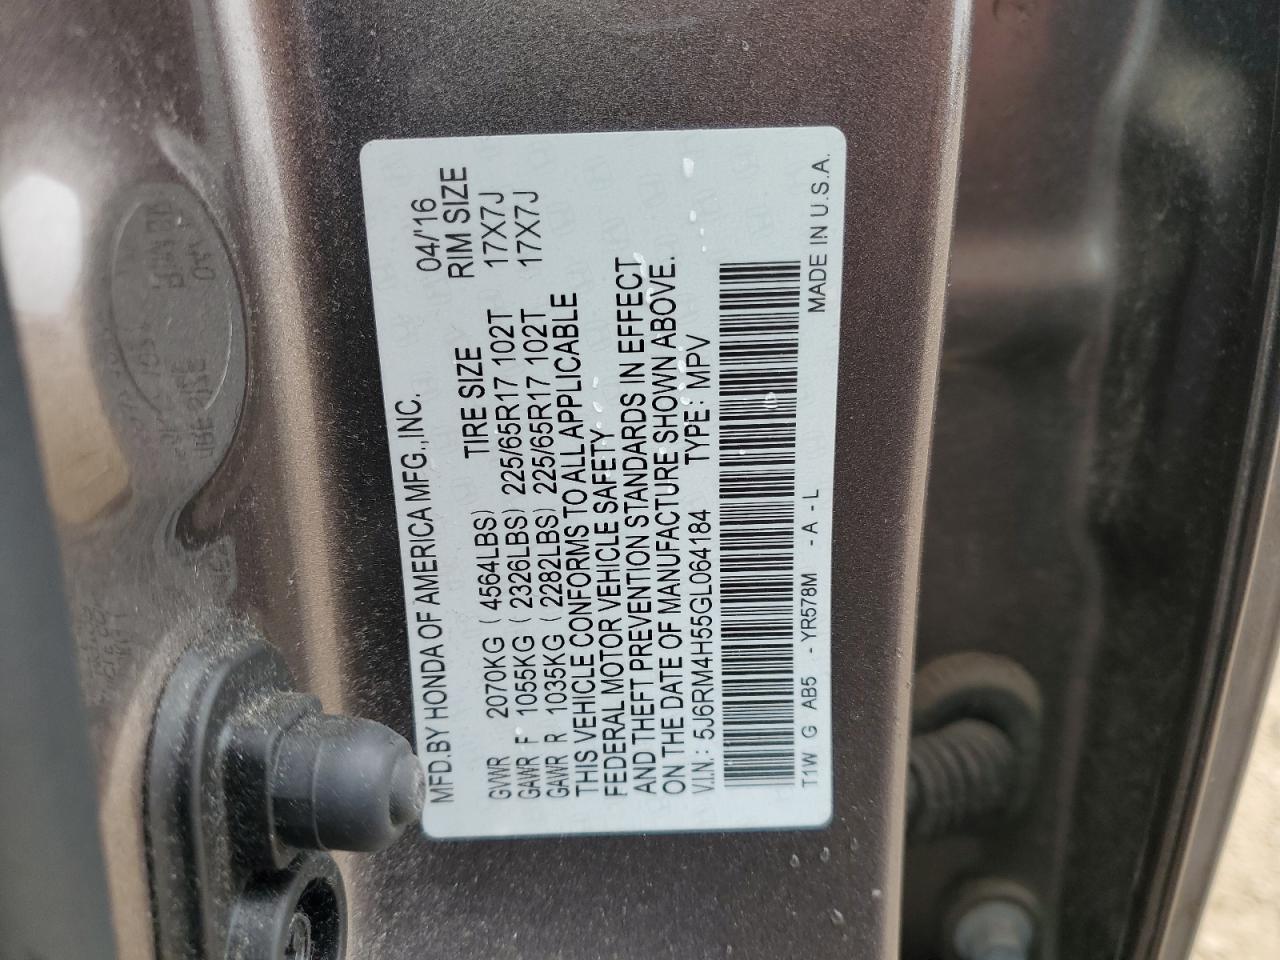 MFD.BY HONDA OF AMERICA MFG.,INC. 04/'16
TIRE SIZE RIM SIZE
GVWR 2070KG ( 4564LBS)
GAWR F 1055KG ( 2326LBS) 225/65R17 102T 17X7J
GAWR R 1035KG ( 2282LBS) 225/65R17 102T 17X7J
THIS VEHICLE CONFORMS TO ALL APPLICABLE
FEDERAL MOTOR VEHICLE SAFETY
AND THEFT PREVENTION STANDARDS IN EFFECT
ON THE DATE OF MANUFACTURE SHOWN ABOVE.
V.I.N.: 5J6RM4H55GL064184 TYPE: MPV
T1W G AB5 - YR578M - A - L MADE IN U.S.A.